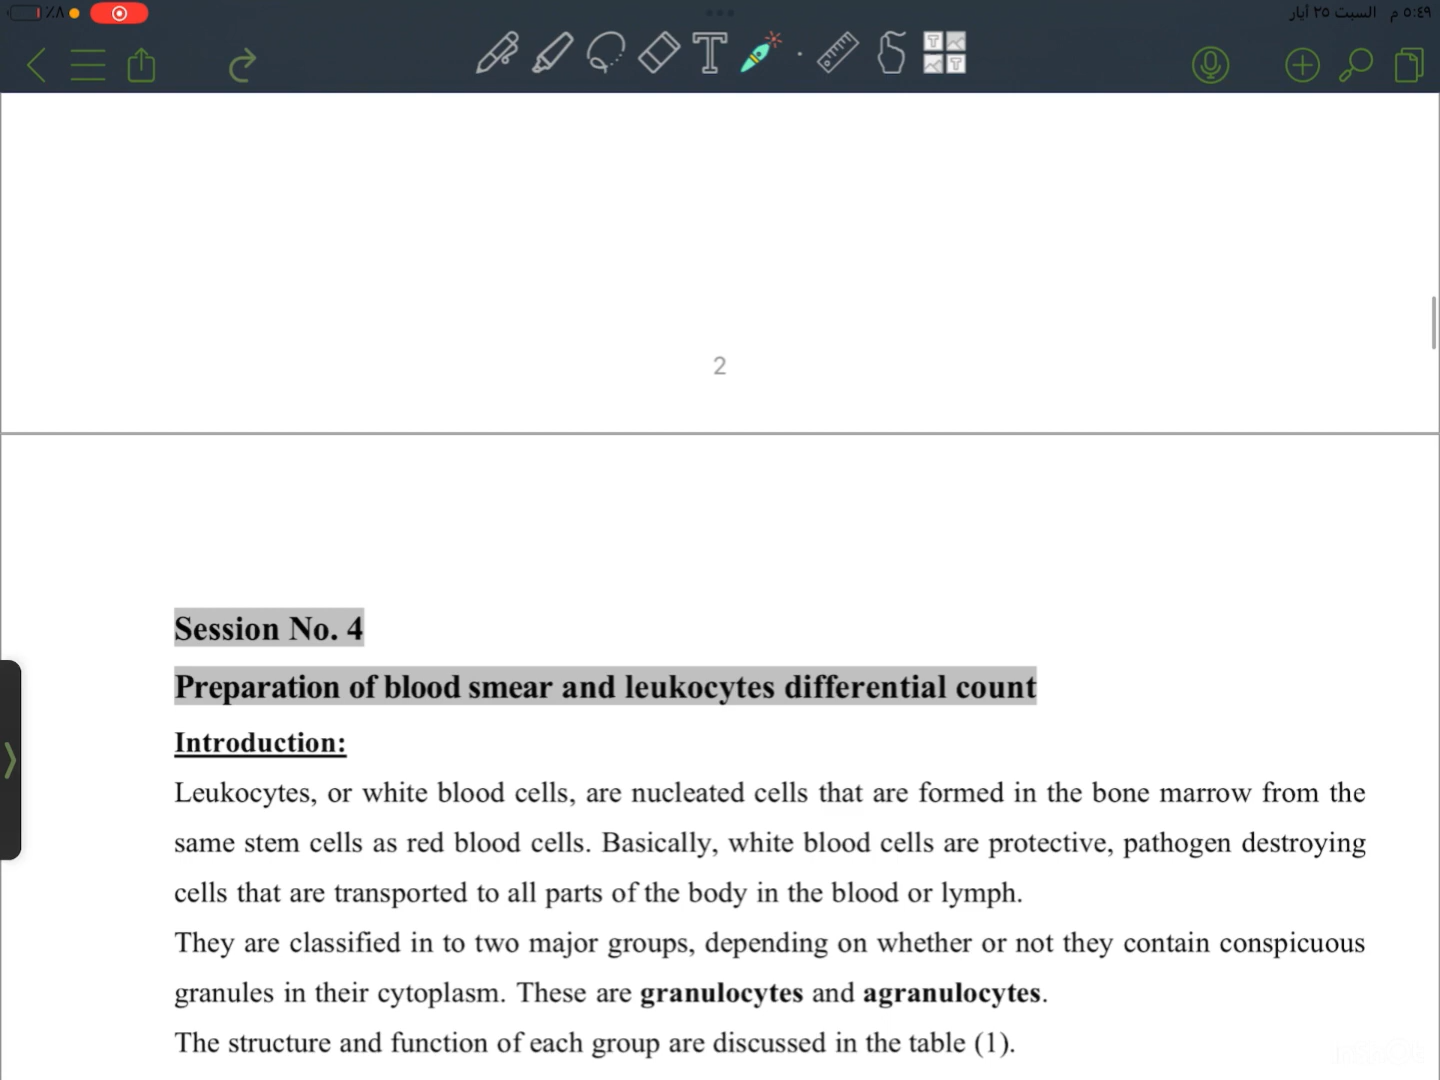 ٪٨
السبت ٢٥ أيار ٥:٤٩ م
2
Session No. 4
Preparation of blood smear and leukocytes differential count
Introduction:
Leukocytes, or white blood cells, are nucleated cells that are formed in the bone marrow from the
same stem cells as red blood cells. Basically, white blood cells are protective, pathogen destroying
cells that are transported to all parts of the body in the blood or lymph.
They are classified in to two major groups, depending on whether or not they contain conspicuous
granules in their cytoplasm. These are granulocytes and agranulocytes.
The structure and function of each group are discussed in the table (1).